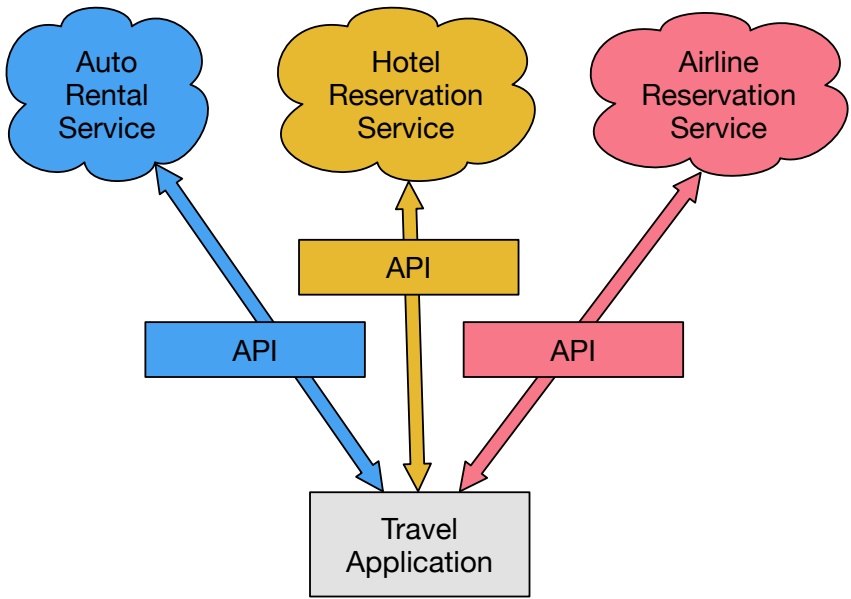 Auto
Rental
Service
Hotel
Reservation
Service
Airline
Reservation
Service
API
API
API
Travel
Application